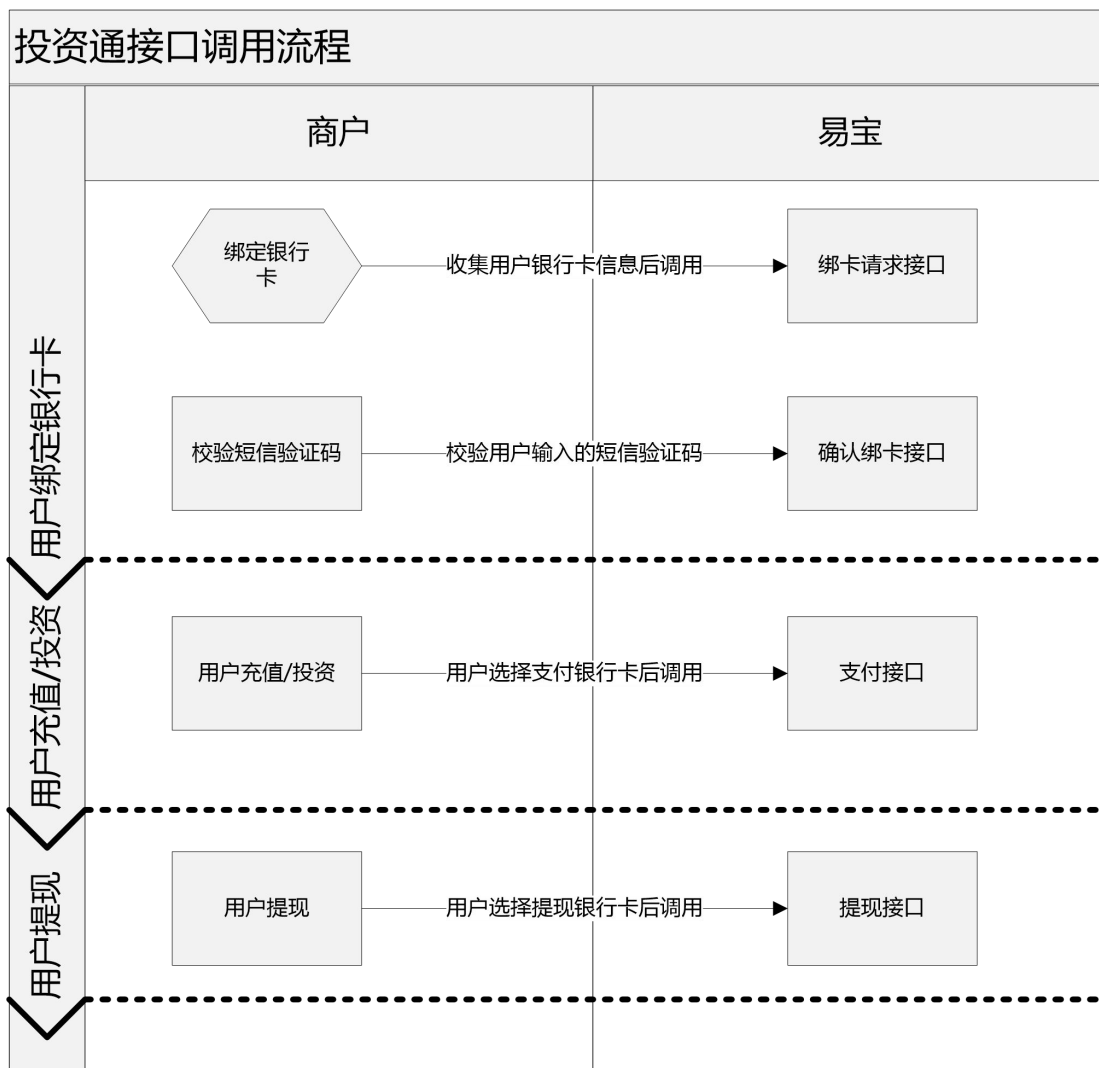 投资通接口调用流程
商户
易宝
用户绑定银行卡
绑定银行
卡
收集用户银行卡信息后调用
绑卡请求接口
校验短信验证码
校验用户输入的短信验证码
确认绑卡接口
用户充值/投资
用户充值/投资
用户选择支付银行卡后调用
支付接口
用户提现
用户提现
用户选择提现银行卡后调用
提现接口